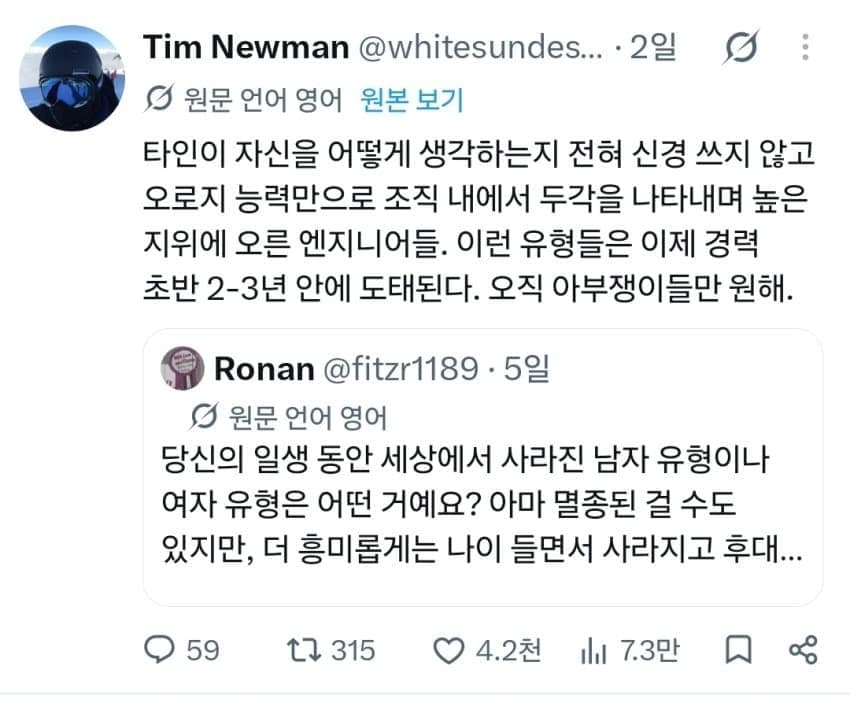 Tim Newman @whitesundes... · 2일
원문 언어 영어 원본 보기
타인이 자신을 어떻게 생각하는지 전혀 신경 쓰지 않고
오로지 능력만으로 조직 내에서 두각을 나타내며 높은
지위에 오른 엔지니어들. 이런 유형들은 이제 경력
초반 2-3년 안에 도태된다. 오직 아부쟁이들만 원해.
Ronan @fitzr1189 · 5일
원문 언어 영어
당신의 일생 동안 세상에서 사라진 남자 유형이나
여자 유형은 어떤 거예요? 아마 멸종된 걸 수도
있지만, 더 흥미롭게는 나이 들면서 사라지고 후대...
59 315 4.2천 7.3만